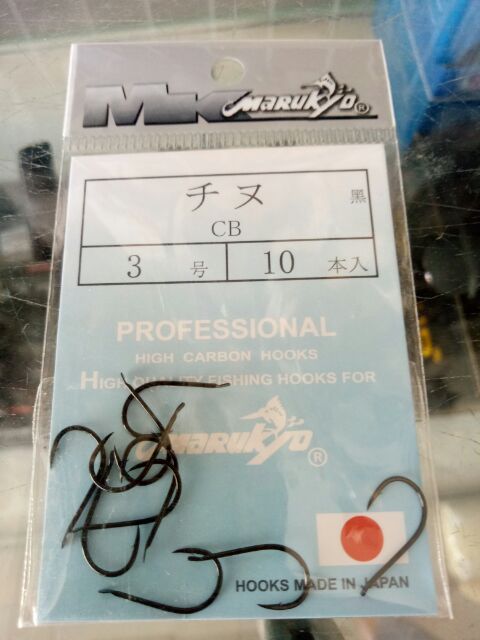 MK MARUKYO®
チヌ 黒
CB
3 号 10 本入
PROFESSIONAL
HIGH CARBON HOOKS
HIGH QUALITY FISHING HOOKS FOR
MARUKYO®
HOOKS MADE IN JAPAN